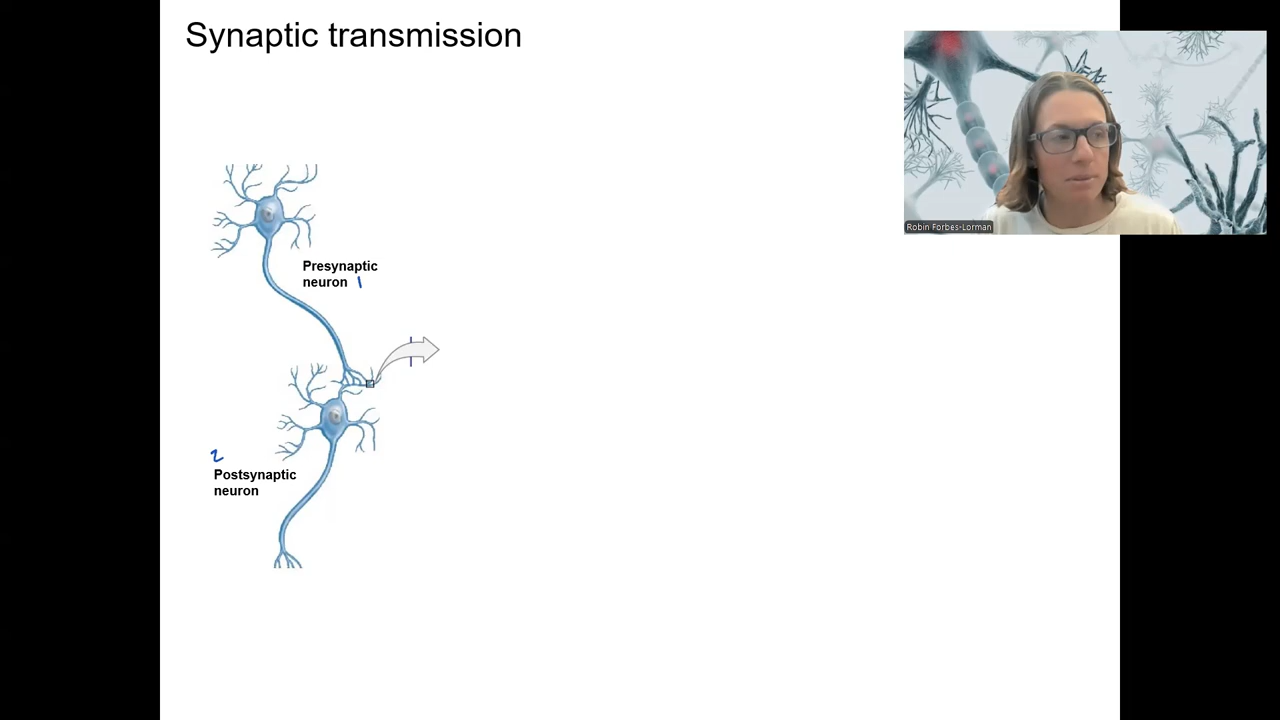 Synaptic transmission
Robin Forbes-Lorman
Presynaptic
neuron 1
2
Postsynaptic
neuron